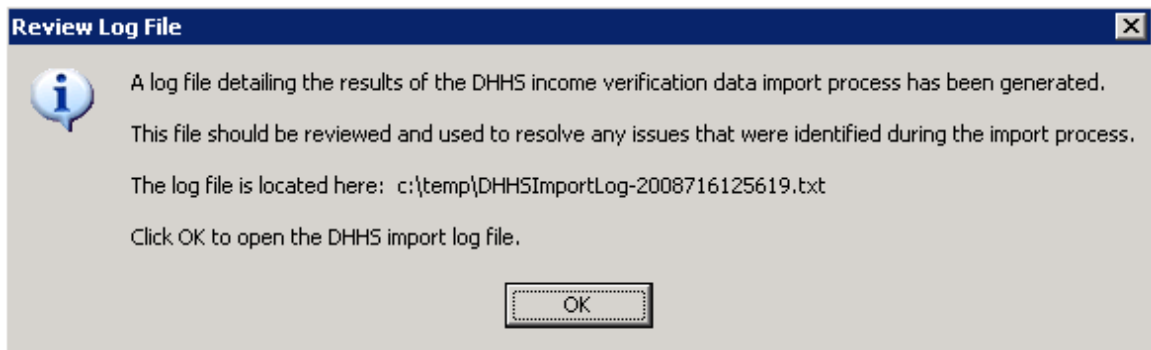 Review Log File
A log file detailing the results of the DHHS income verification data import process has been generated.
This file should be reviewed and used to resolve any issues that were identified during the import process.
The log file is located here:  c:\temp\DHHSImportLog-2008716125619.txt
Click OK to open the DHHS import log file.
OK